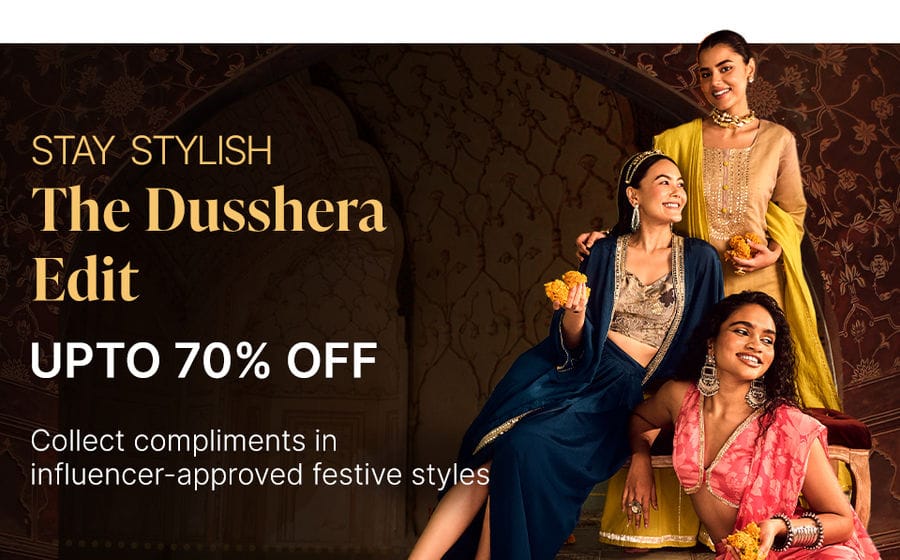 STAY STYLISH
The Dusshera
Edit
UPTO 70% OFF
Collect compliments in
influencer-approved festive styles